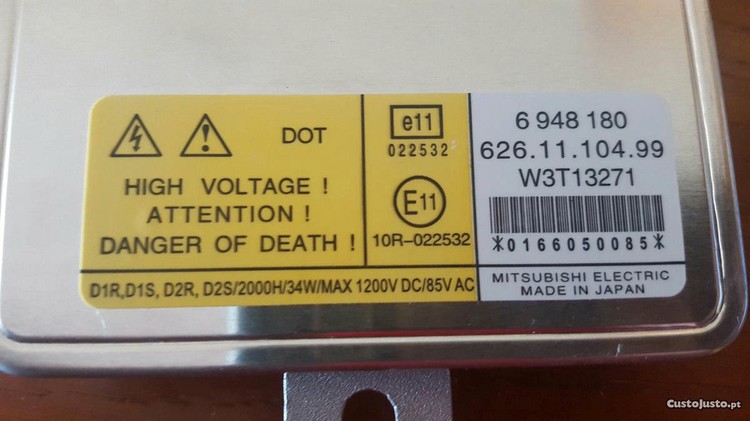 DOT
HIGH VOLTAGE !
ATTENTION !
DANGER OF DEATH !
e11
022532
E11
10R-022532
6 948 180
626.11.104.99
W3T13271
*0166050085*
MITSUBISHI ELECTRIC
MADE IN JAPAN
D1R,D1S, D2R, D2S/2000H/34W/MAX 1200V DC/85V AC
CustoJusto.pt